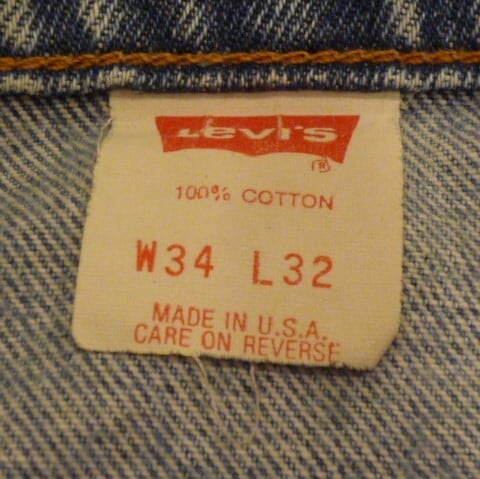 Levi's
®
100% COTTON
W34 L32
MADE IN U.S.A.
CARE ON REVERSE